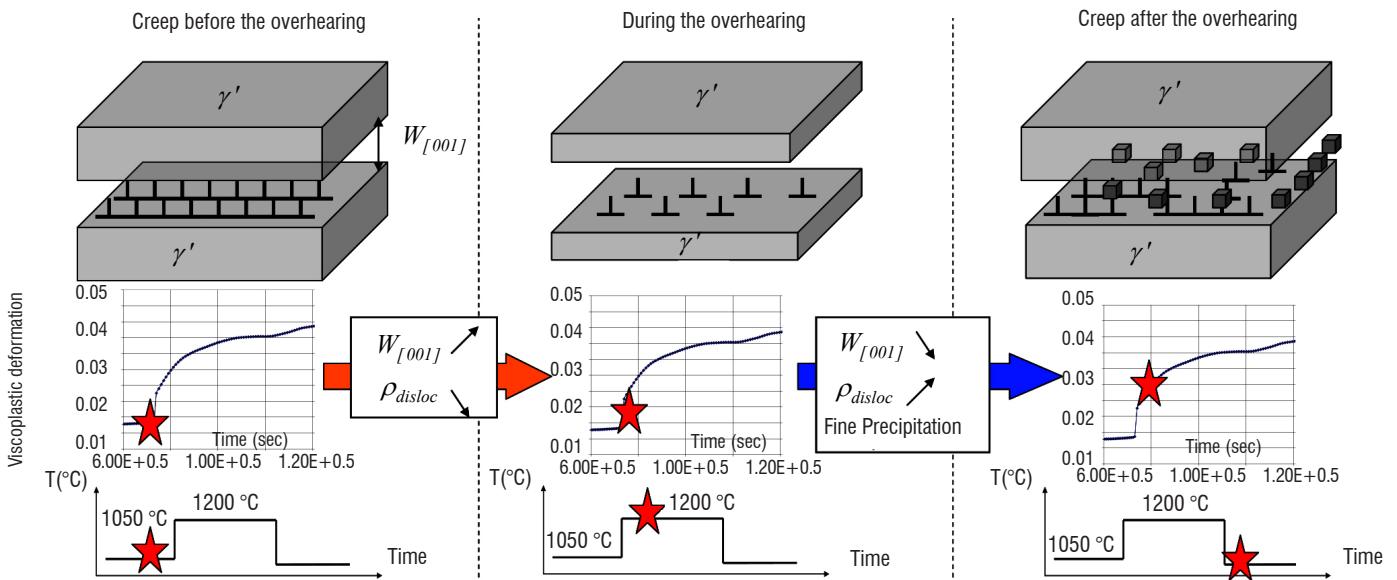 Creep before the overhearing
During the overhearing
Creep after the overhearing
γ'
W[001]
γ'
γ'
γ'
γ'
γ'
Viscoplastic deformation
0.05
0.04
0.03
0.02
0.01
Time (sec)
6.00E+0.5 1.00E+0.5 1.20E+0.5
W[001] ↗
ρdisloc ↘
0.05
0.04
0.03
0.02
0.01
Time (sec)
6.00E+0.5 1.00E+0.5 1.20E+0.5
W[001] ↘
ρdisloc ↗
Fine Precipitation
0.05
0.04
0.03
0.02
0.01
Time (sec)
6.00E+0.5 1.00E+0.5 1.20E+0.5
T(°C)
1200 °C
1050 °C
Time
T(°C)
1200 °C
1050 °C
Time
T(°C)
1200 °C
1050 °C
Time